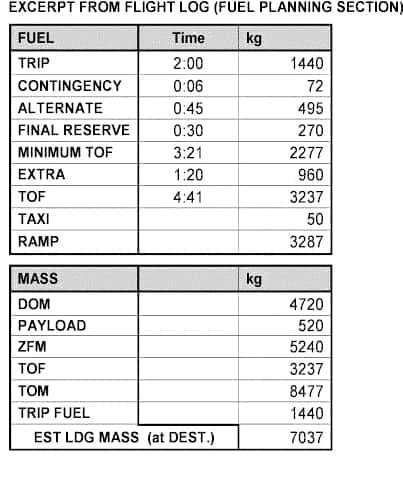 EXCERPT FROM FLIGHT LOG (FUEL PLANNING SECTION)
FUEL Time kg
TRIP 2:00 1440
CONTINGENCY 0:06 72
ALTERNATE 0:45 495
FINAL RESERVE 0:30 270
MINIMUM TOF 3:21 2277
EXTRA 1:20 960
TOF 4:41 3237
TAXI 50
RAMP 3287
MASS kg
DOM 4720
PAYLOAD 520
ZFM 5240
TOF 3237
TOM 8477
TRIP FUEL 1440
EST LDG MASS (at DEST.) 7037